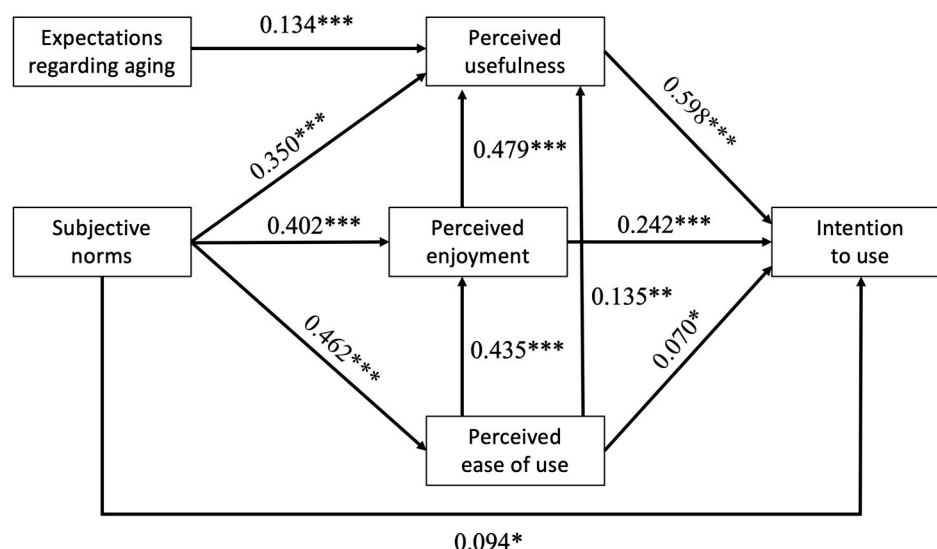 Expectations
regarding aging
0.134***
Perceived
usefulness
0.598***
0.350***
0.479***
Subjective
norms
0.402***
Perceived
enjoyment
0.242***
Intention
to use
0.135**
0.462***
0.435***
0.070*
Perceived
ease of use
0.094*